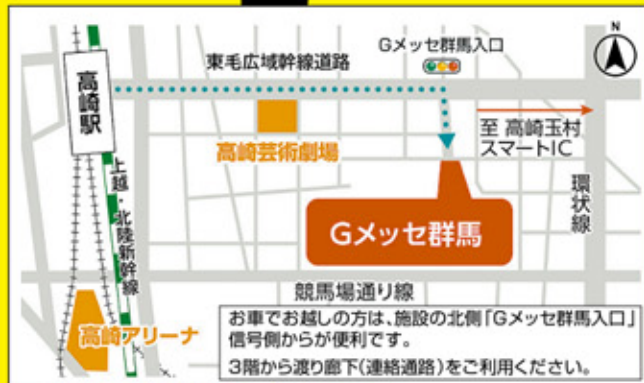 N
Gメッセ群馬入口
東毛広域幹線道路
高崎駅
高崎芸術劇場
至 高崎玉村
スマートIC
上越・北陸新幹線
環状線
Gメッセ群馬
競馬場通り線
高崎アリーナ
お車でお越しの方は、施設の北側「Gメッセ群馬入口」
信号側からが便利です。
3階から渡り廊下(連絡通路)をご利用ください。